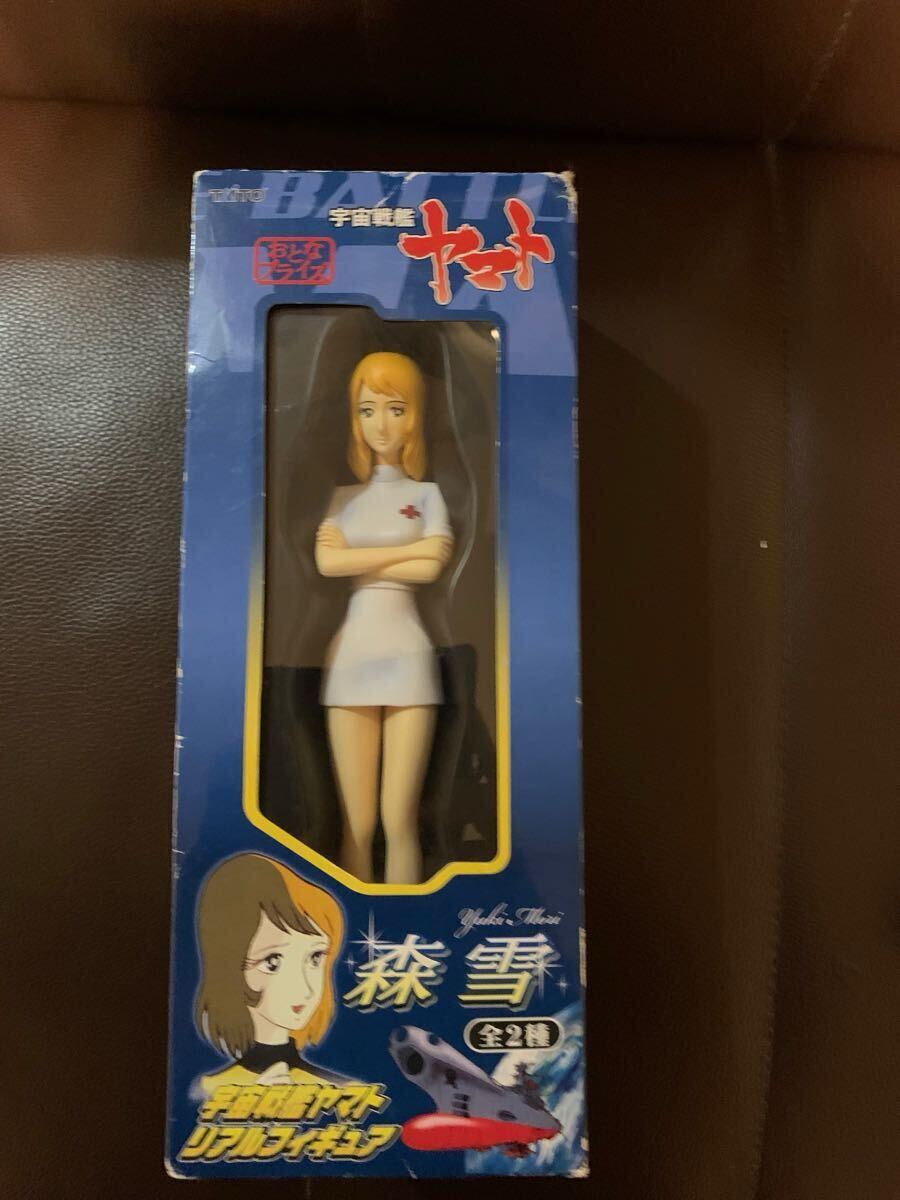 TAITO
BATTL
宇宙戦艦
ヤマト
おとな
プライズ
Yuki Mori
森 雪
全2種
宇宙戦艦ヤマト
リアルフィギュア